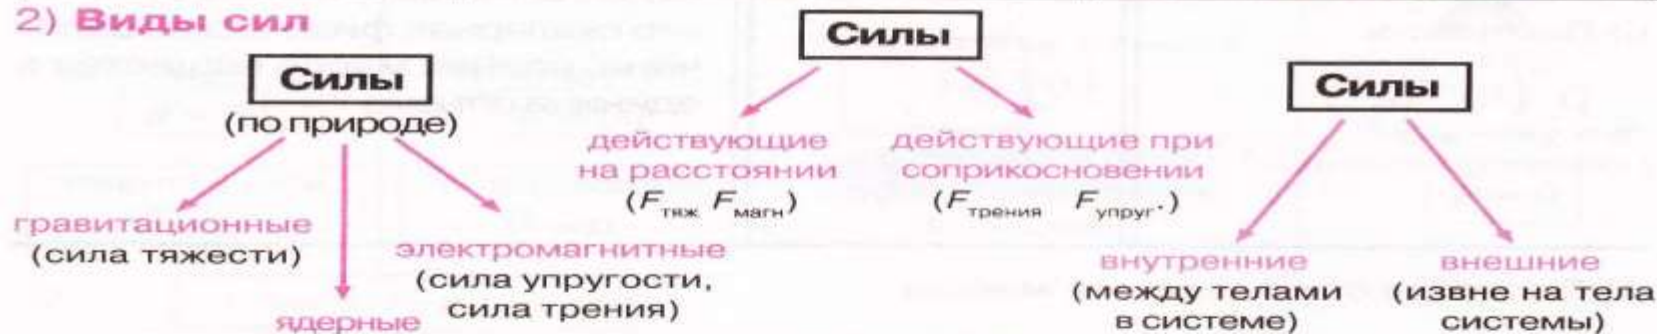 2) Виды сил
Силы
(по природе)
гравитационные
(сила тяжести)
ядерные
электромагнитные
(сила упругости,
сила трения)
Силы
действующие
на расстоянии
(Fтяж Fмагн)
действующие при
соприкосновении
(Fтрения Fупруг.)
Силы
внутренние
(между телами
в системе)
внешние
(извне на тела
системы)